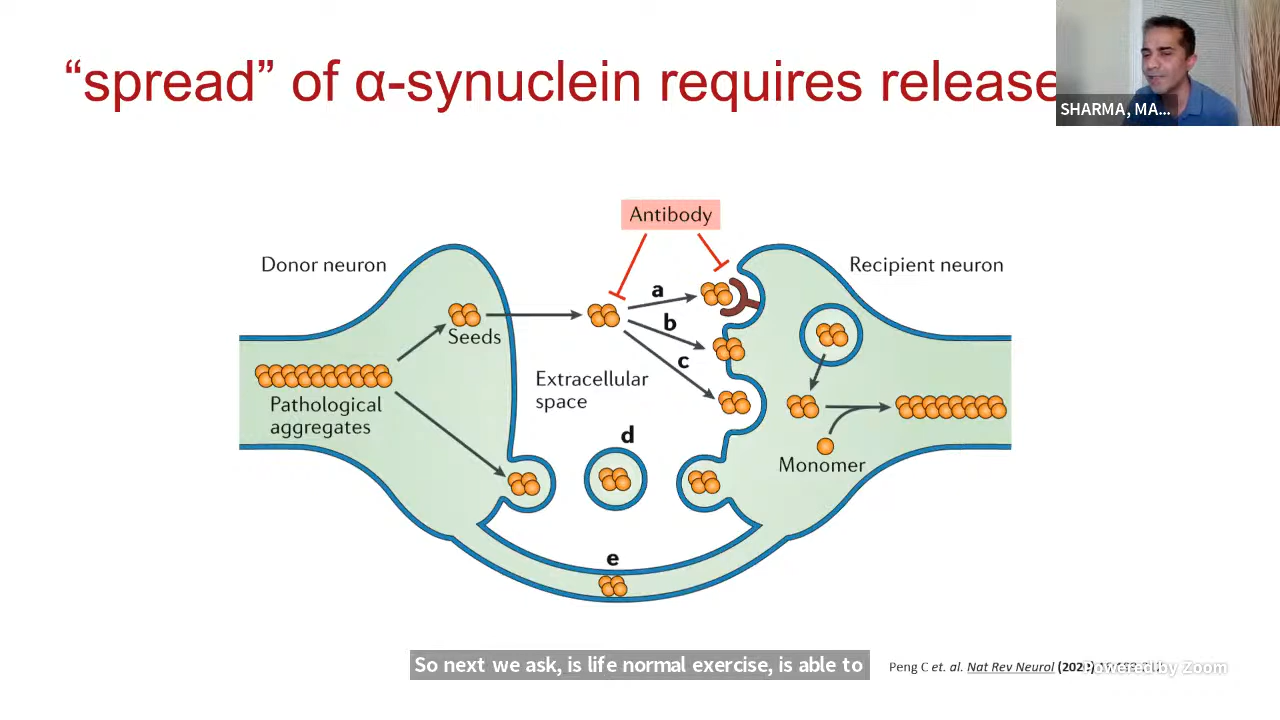 “spread” of α-synuclein requires release
SHARMA, MA...
Antibody
Donor neuron
Recipient neuron
a
b
Seeds
c
Extracellular
space
Pathological
aggregates
d
Monomer
e
So next we ask, is life normal exercise, is able to
Peng C et. al. Nat Rev Neurol
Powered by Zoom